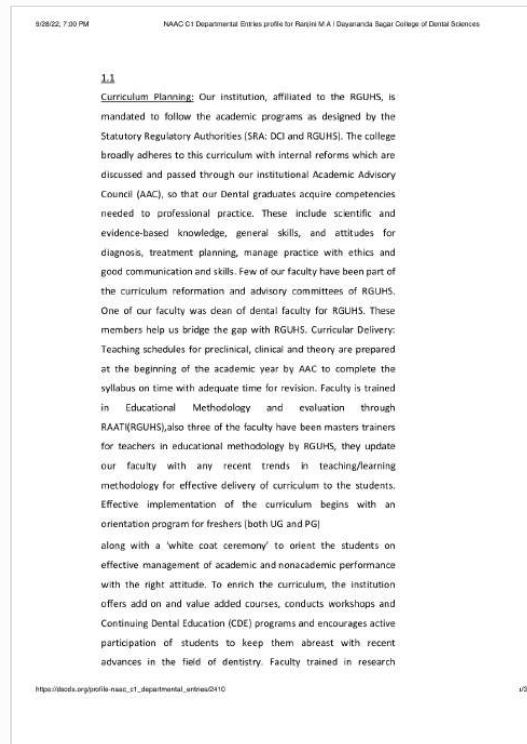 9/28/22, 7:00 PM NAAC C1 Departmental Entries profile for Ranjini M A | Dayananda Sagar College of Dental Sciences
1.1
Curriculum Planning: Our institution, affiliated to the RGUHS, is
mandated to follow the academic programs as designed by the
Statutory Regulatory Authorities (SRA: DCI and RGUHS). The college
broadly adheres to this curriculum with internal reforms which are
discussed and passed through our institutional Academic Advisory
Council (AAC), so that our Dental graduates acquire competencies
needed to professional practice. These include scientific and
evidence-based knowledge, general skills, and attitudes for
diagnosis, treatment planning, manage practice with ethics and
good communication and skills. Few of our faculty have been part of
the curriculum reformation and advisory committees of RGUHS.
One of our faculty was dean of dental faculty for RGUHS. These
members help us bridge the gap with RGUHS. Curricular Delivery:
Teaching schedules for preclinical, clinical and theory are prepared
at the beginning of the academic year by AAC to complete the
syllabus on time with adequate time for revision. Faculty is trained
in Educational Methodology and evaluation through
RAATI(RGUHS),also three of the faculty have been masters trainers
for teachers in educational methodology by RGUHS, they update
our faculty with any recent trends in teaching/learning
methodology for effective delivery of curriculum to the students.
Effective implementation of the curriculum begins with an
orientation program for freshers (both UG and PG)
along with a 'white coat ceremony' to orient the students on
effective management of academic and nonacademic performance
with the right attitude. To enrich the curriculum, the institution
offers add on and value added courses, conducts workshops and
Continuing Dental Education (CDE) programs and encourages active
participation of students to keep them abreast with recent
advances in the field of dentistry. Faculty trained in research
https://dscds.org/profile-naac_c1_departmental_entries/2410 1/3